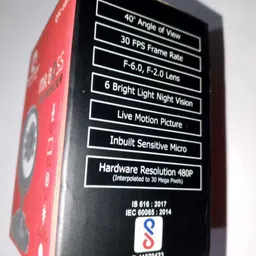 40° Angle of View
30 FPS Frame Rate
F-6.0, F-2.0 Lens
6 Bright Light Night Vision
Live Motion Picture
Inbuilt Sensitive Micro
Hardware Resolution 480P
(Interpolated to 30 Mega Pixels)
IS 616 : 2017
IEC 60065 : 2014